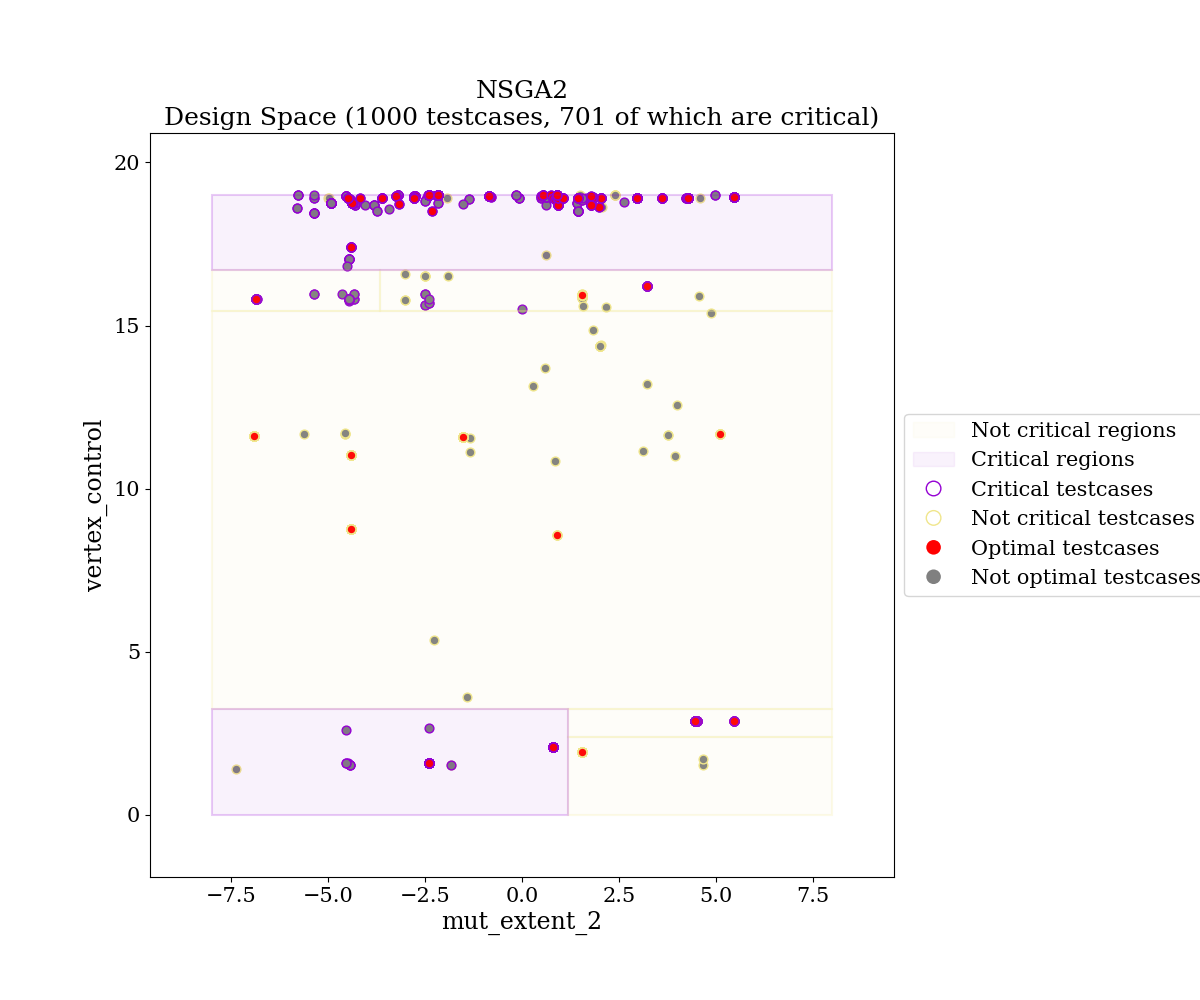 NSGA2
Design Space (1000 testcases, 701 of which are critical)
20
15
10
5
0
vertex_control
−7.5
−5.0
−2.5
0.0
2.5
5.0
7.5
mut_extent_2
Not critical regions
Critical regions
Critical testcases
Not critical testcases
Optimal testcases
Not optimal testcases